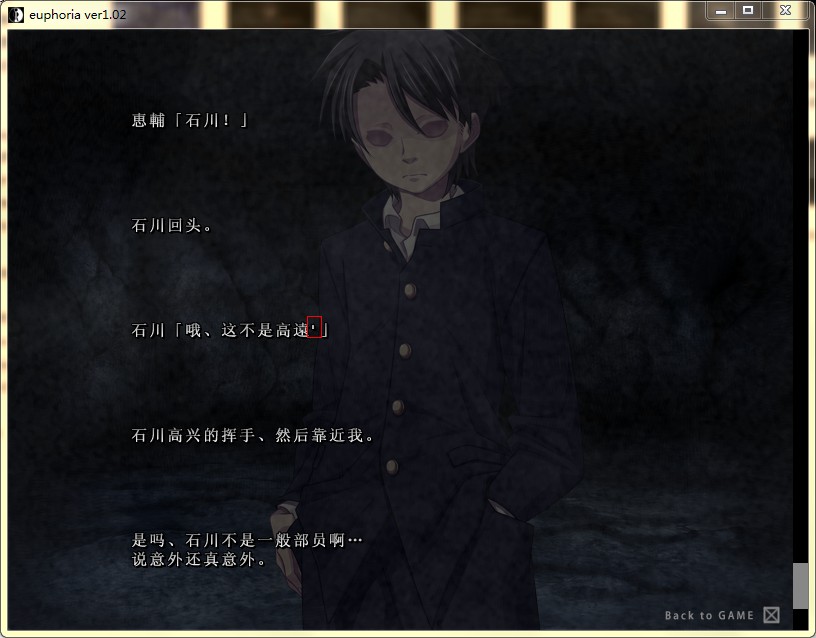 euphoria ver1.02
惠輔「石川！」
石川回头。
石川「哦、这不是高遠'」
石川高兴的挥手、然后靠近我。
是吗、石川不是一般部员啊…
说意外还真意外。
Back to GAME